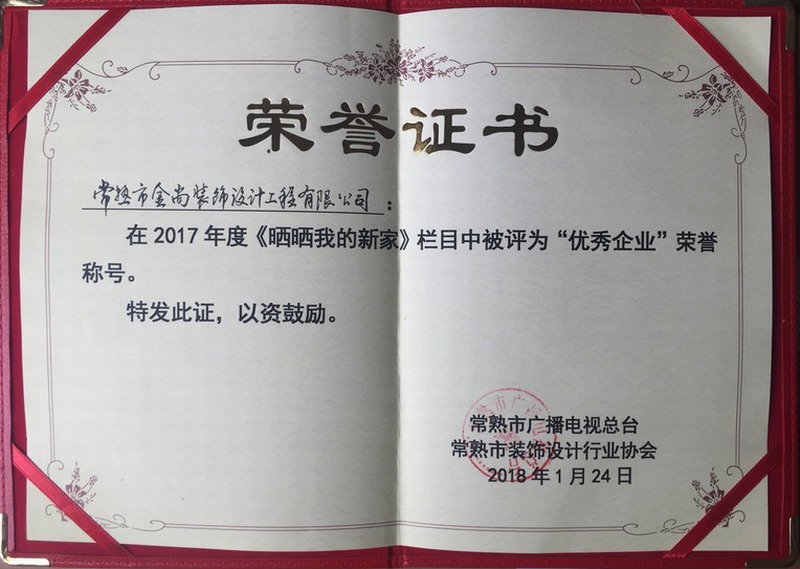 荣誉证书
常熟市金尚装饰设计工程有限公司：
在2017年度《晒晒我的新家》栏目中被评为“优秀企业”荣誉
称号。
特发此证，以资鼓励。
常熟市广播电视总台
常熟市装饰设计行业协会
2018年1月24日